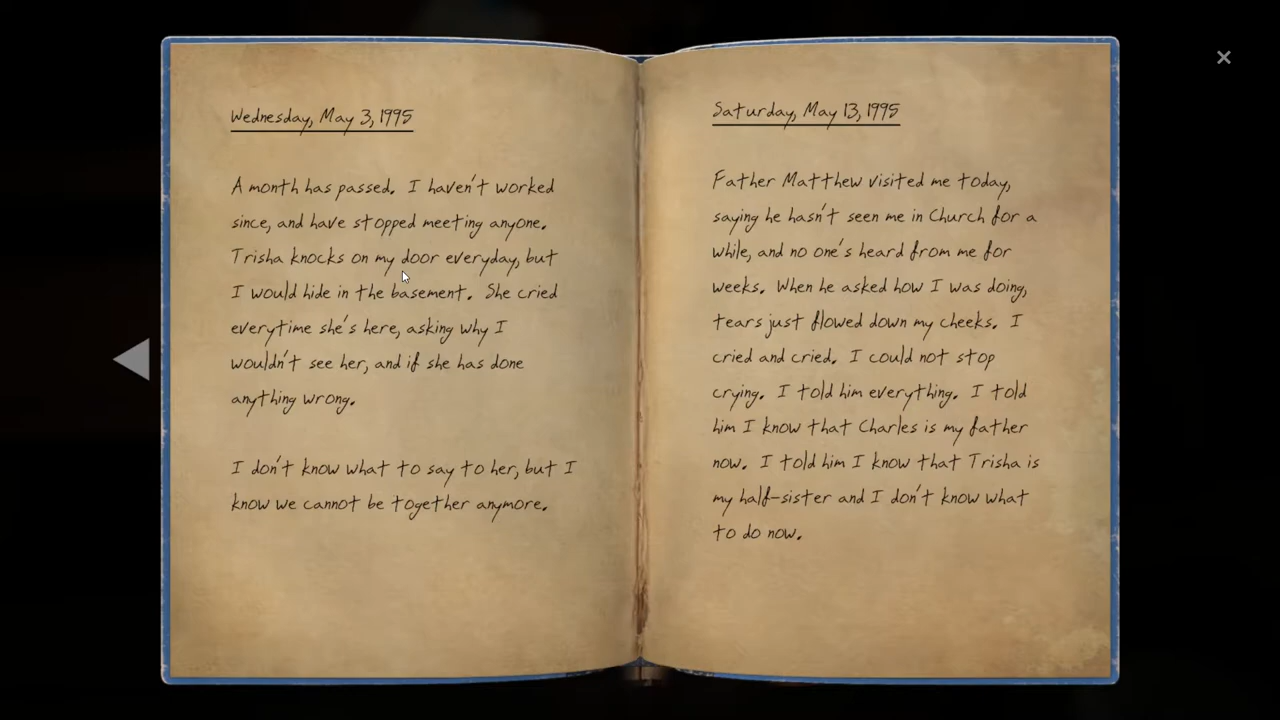 Wednesday, May 3, 1995
A month has passed. I haven't worked
since, and have stopped meeting anyone.
Trisha knocks on my door everyday, but
I would hide in the basement. She cried
everytime she's here, asking why I
wouldn't see her, and if she has done
anything wrong.
I don't know what to say to her, but I
know we cannot be together anymore.
Saturday, May 13, 1995
Father Matthew visited me today,
saying he hasn't seen me in Church for a
while, and no one's heard from me for
weeks. When he asked how I was doing,
tears just flowed down my cheeks. I
cried and cried. I could not stop
crying. I told him everything. I told
him I know that Charles is my father
now. I told him I know that Trisha is
my half-sister and I don't know what
to do now.